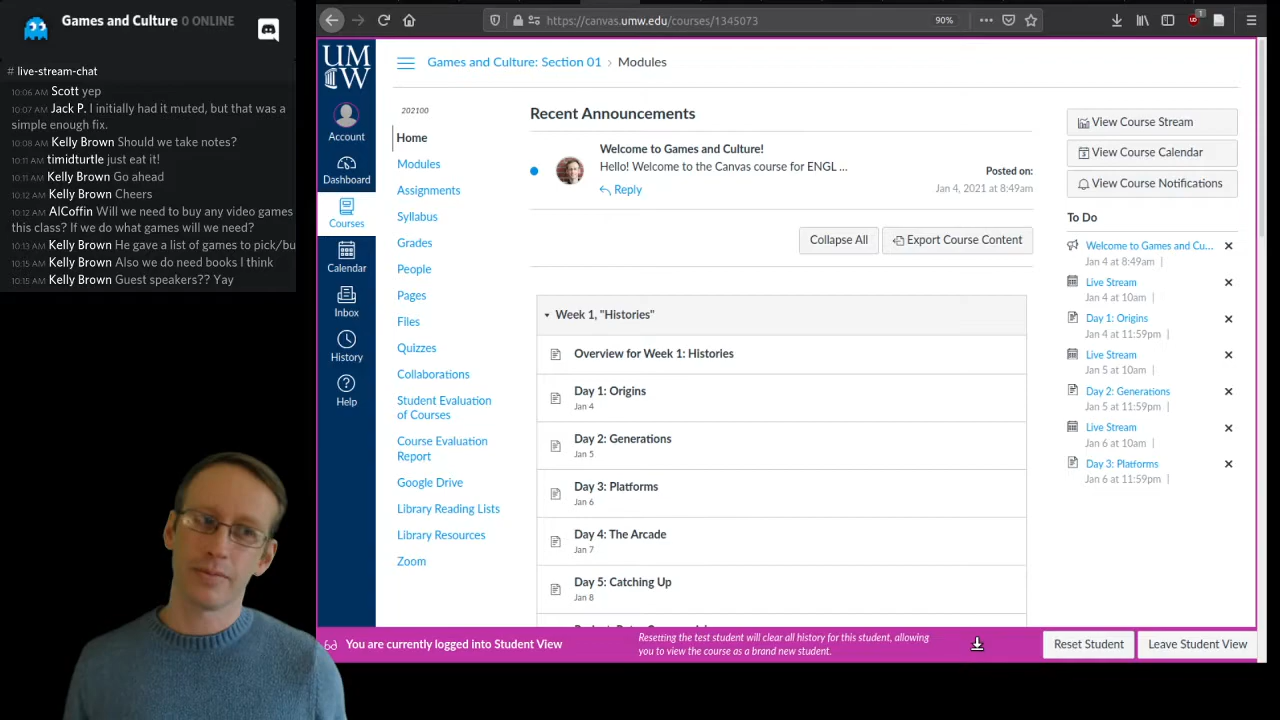 Games and Culture 0 ONLINE
# live-stream-chat
10:06 AM Scott yep
10:07 AM Jack P. I initially had it muted, but that was a
simple enough fix.
10:08 AM Kelly Brown Should we take notes?
10:11 AM timidturtle just eat it!
10:11 AM Kelly Brown Go ahead
10:12 AM Kelly Brown Cheers
10:12 AM AlCoffin Will we need to buy any video games
this class? If we do what games will we need?
10:13 AM Kelly Brown He gave a list of games to pick/bu
10:15 AM Kelly Brown Also we do need books I think
10:15 AM Kelly Brown Guest speakers?? Yay
https://canvas.umw.edu/courses/1345073
90%
1
UMW
Account
Dashboard
Courses
Calendar
Inbox
History
Help
Games and Culture: Section 01 › Modules
202100
Home
Modules
Assignments
Syllabus
Grades
People
Pages
Files
Quizzes
Collaborations
Student Evaluation
of Courses
Course Evaluation
Report
Google Drive
Library Reading Lists
Library Resources
Zoom
Recent Announcements
Welcome to Games and Culture!
Hello! Welcome to the Canvas course for ENGL ...
Reply
Posted on:
Jan 4, 2021 at 8:49am
Collapse All
Export Course Content
Week 1, "Histories"
Overview for Week 1: Histories
Day 1: Origins
Jan 4
Day 2: Generations
Jan 5
Day 3: Platforms
Jan 6
Day 4: The Arcade
Jan 7
Day 5: Catching Up
Jan 8
View Course Stream
View Course Calendar
View Course Notifications
To Do
Welcome to Games and Cu...
Jan 4 at 8:49am |
Live Stream
Jan 4 at 10am |
Day 1: Origins
Jan 4 at 11:59pm |
Live Stream
Jan 5 at 10am |
Day 2: Generations
Jan 5 at 11:59pm |
Live Stream
Jan 6 at 10am |
Day 3: Platforms
Jan 6 at 11:59pm |
You are currently logged into Student View
Resetting the test student will clear all history for this student, allowing
you to view the course as a brand new student.
Reset Student
Leave Student View